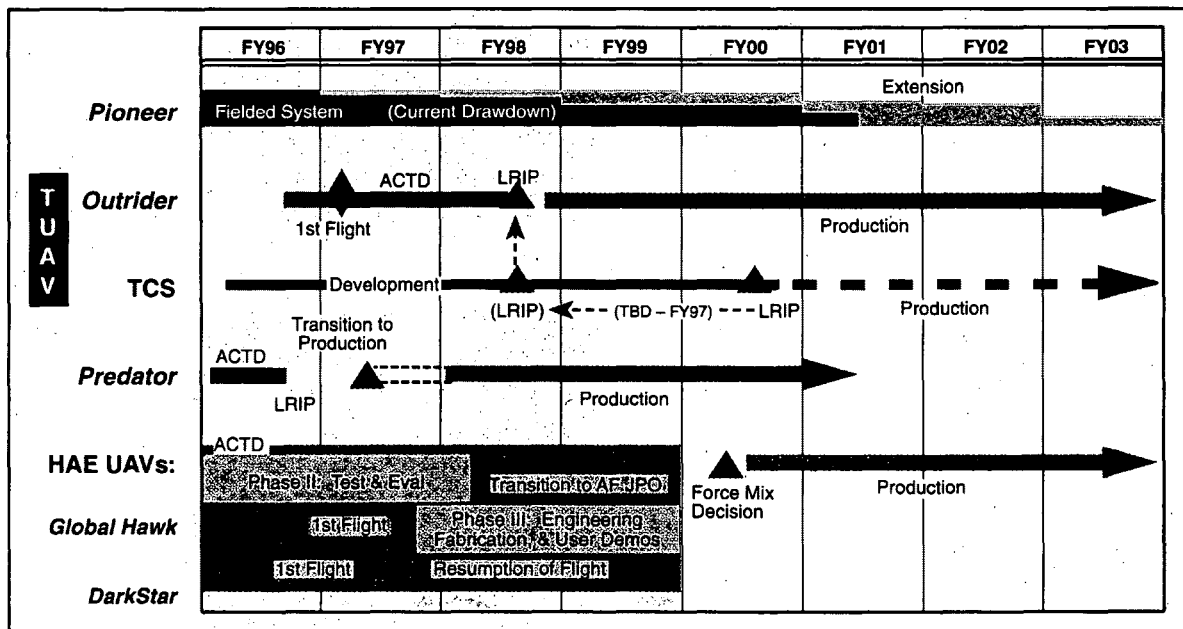 FY96 FY97 FY98 FY99 FY00 FY01 FY02 FY03
Extension
Pioneer
Fielded System (Current Drawdown)
TUAV
ACTD LRIP
Outrider
1st Flight
Production
TCS
Development
(LRIP) (TBD – FY97) LRIP
Production
Transition to
Production
ACTD
Predator
LRIP
Production
ACTD
HAE UAVs:
Phase II: Test & Eval
Transition to AF JPO
Force Mix
Decision
Production
Global Hawk
1st Flight
Phase III: Engineering
Fabrication, & User Demos
1st Flight
Resumption of Flight
DarkStar